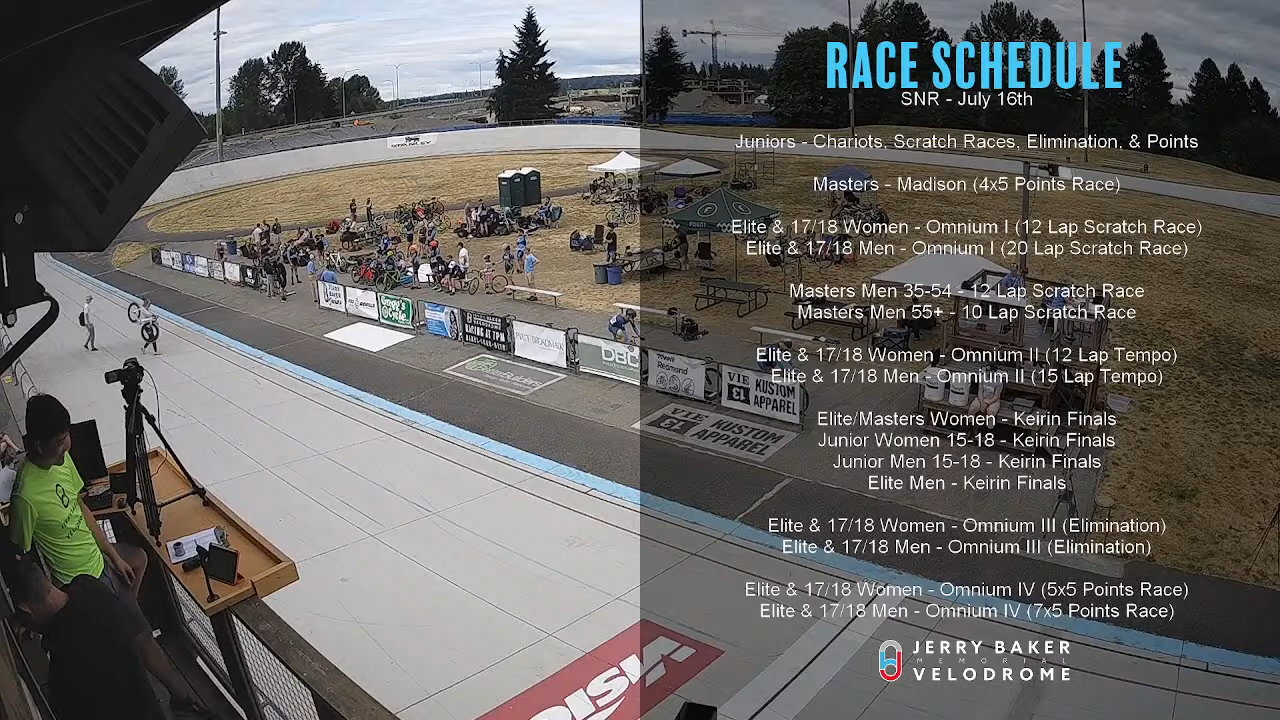 RACE SCHEDULE
SNR - July 16th
Juniors - Chariots, Scratch Races, Elimination, & Points
Masters - Madison (4x5 Points Race)
Elite & 17/18 Women - Omnium I (12 Lap Scratch Race)
Elite & 17/18 Men - Omnium I (20 Lap Scratch Race)
Masters Men 35-54 - 12 Lap Scratch Race
Masters Men 55+ - 10 Lap Scratch Race
Elite & 17/18 Women - Omnium II (12 Lap Tempo)
Elite & 17/18 Men - Omnium II (15 Lap Tempo)
Elite/Masters Women - Keirin Finals
Junior Women 15-18 - Keirin Finals
Junior Men 15-18 - Keirin Finals
Elite Men - Keirin Finals
Elite & 17/18 Women - Omnium III (Elimination)
Elite & 17/18 Men - Omnium III (Elimination)
Elite & 17/18 Women - Omnium IV (5x5 Points Race)
Elite & 17/18 Men - Omnium IV (7x5 Points Race)
JERRY BAKER
MEMORIAL
VELODROME
Redmond
VIE 13 KUSTOM
APPAREL
VIE 13 KUSTOM
APPAREL
DBC
RACING AT 7PM